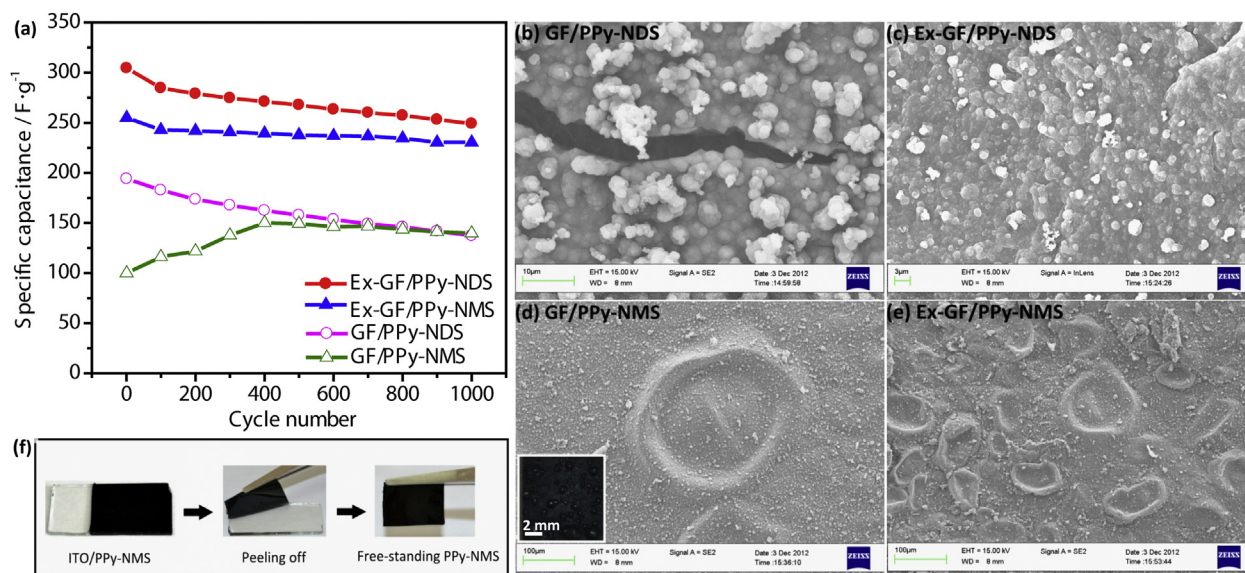 (a)
350
300
250
200
150
100
50
0
Specific capacitance / F·g⁻¹
Ex-GF/PPy-NDS
Ex-GF/PPy-NMS
GF/PPy-NDS
GF/PPy-NMS
0 200 400 600 800 1000
Cycle number
(b) GF/PPy-NDS
10µm
EHT = 15.00 kV
WD = 8 mm
Signal A = SE2
Date :3 Dec 2012
Time :14:59:58
ZEISS
(c) Ex-GF/PPy-NDS
3µm
EHT = 15.00 kV
WD = 8 mm
Signal A = InLens
Date :3 Dec 2012
Time :15:24:26
ZEISS
(d) GF/PPy-NMS
2 mm
100µm
EHT = 15.00 kV
WD = 8 mm
Signal A = SE2
Date :3 Dec 2012
Time :15:36:10
ZEISS
(e) Ex-GF/PPy-NMS
100µm
EHT = 15.00 kV
WD = 8 mm
Signal A = SE2
Date :3 Dec 2012
Time :15:53:44
ZEISS
(f)
ITO/PPy-NMS
Peeling off
Free-standing PPy-NMS